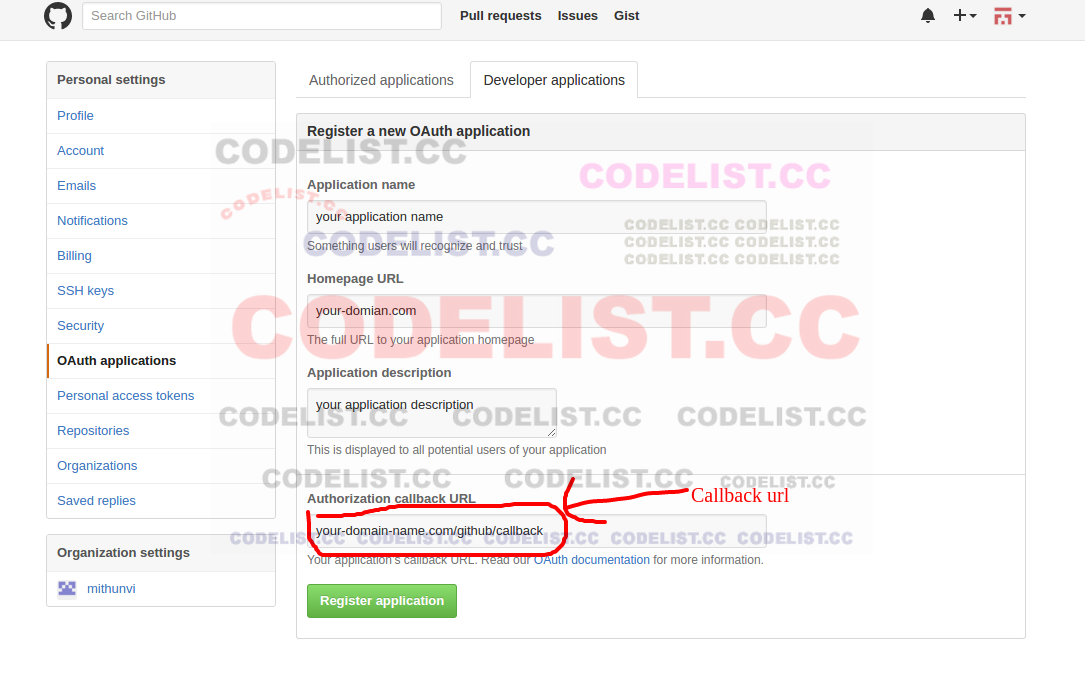 Search GitHub
Pull requests Issues Gist
Personal settings
Profile
Account
Emails
Notifications
Billing
SSH keys
Security
OAuth applications
Personal access tokens
Repositories
Organizations
Saved replies
Organization settings
mithunvi
Authorized applications Developer applications
Register a new OAuth application
CODELIST.CC
Application name
CODELIST.CC
CODELIST.CC
your application name
CODELIST.CC CODELIST.CC
CODELIST.CC CODELIST.CC
CODELIST.CC CODELIST.CC
CODELIST.CC
Something users will recognize and trust
Homepage URL
your-domian.com
CODELIST.CC
The full URL to your application homepage
Application description
your application description
CODELIST.CC CODELIST.CC CODELIST.CC
This is displayed to all potential users of your application
CODELIST.CC CODELIST.CC CODELIST.CC
Authorization callback URL
Callback url
your-domain-name.com/github/callback
CODELIST.CC CODELIST.CC CODELIST.CC CODELIST.CC CODELIST.CC
Your application's callback URL. Read our OAuth documentation for more information.
Register application